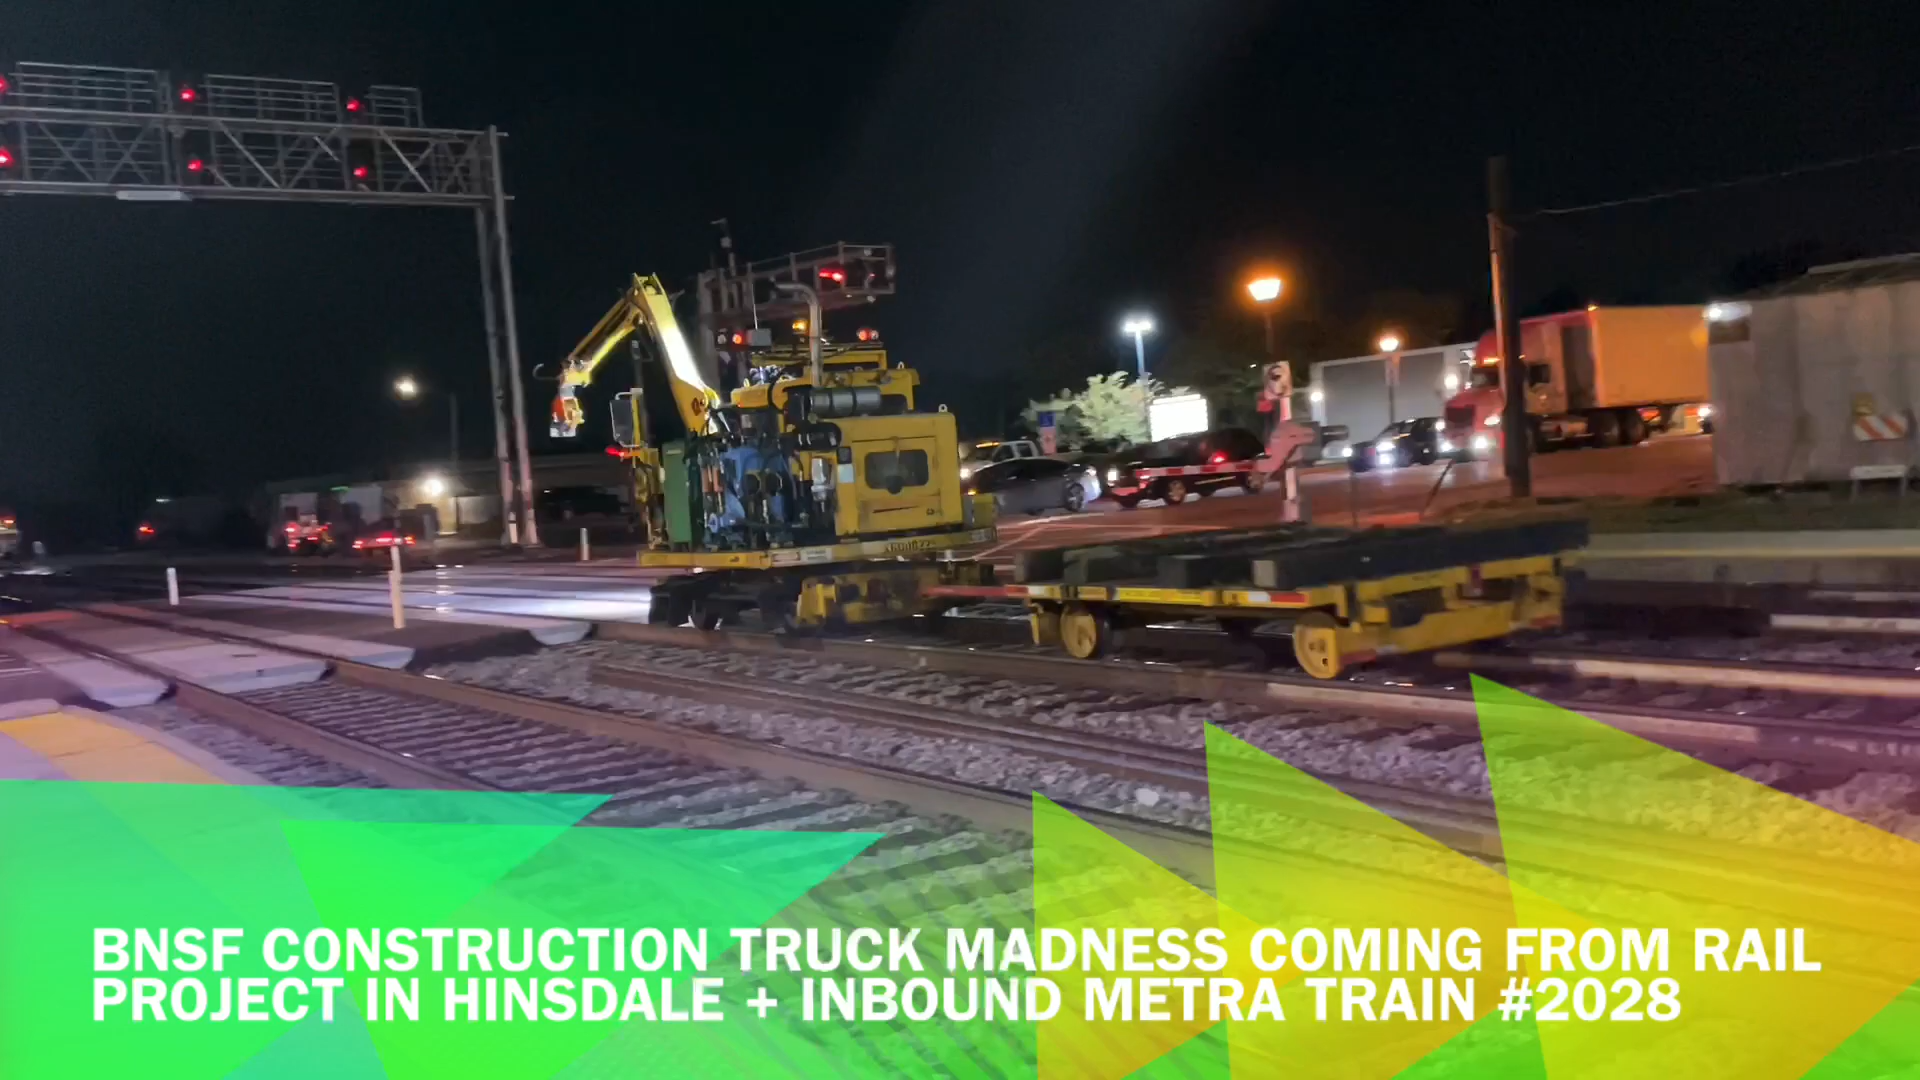 BNSF CONSTRUCTION TRUCK MADNESS COMING FROM RAIL
PROJECT IN HINSDALE + INBOUND METRA TRAIN #2028